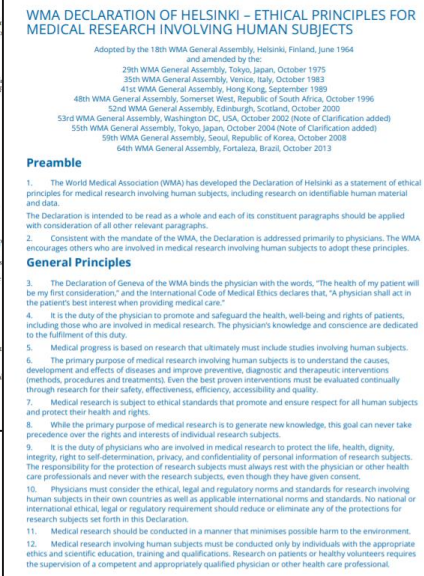 WMA DECLARATION OF HELSINKI – ETHICAL PRINCIPLES FOR
MEDICAL RESEARCH INVOLVING HUMAN SUBJECTS
Adopted by the 18th WMA General Assembly, Helsinki, Finland, June 1964
and amended by the:
29th WMA General Assembly, Tokyo, Japan, October 1975
35th WMA General Assembly, Venice, Italy, October 1983
41st WMA General Assembly, Hong Kong, September 1989
48th WMA General Assembly, Somerset West, Republic of South Africa, October 1996
52nd WMA General Assembly, Edinburgh, Scotland, October 2000
53rd WMA General Assembly, Washington DC, USA, October 2002 (Note of Clarification added)
55th WMA General Assembly, Tokyo, Japan, October 2004 (Note of Clarification added)
59th WMA General Assembly, Seoul, Republic of Korea, October 2008
64th WMA General Assembly, Fortaleza, Brazil, October 2013
Preamble
1. The World Medical Association (WMA) has developed the Declaration of Helsinki as a statement of ethical
principles for medical research involving human subjects, including research on identifiable human material
and data.
The Declaration is intended to be read as a whole and each of its constituent paragraphs should be applied
with consideration of all other relevant paragraphs.
2. Consistent with the mandate of the WMA, the Declaration is addressed primarily to physicians. The WMA
encourages others who are involved in medical research involving human subjects to adopt these principles.
General Principles
3. The Declaration of Geneva of the WMA binds the physician with the words, “The health of my patient will
be my first consideration,” and the International Code of Medical Ethics declares that, “A physician shall act in
the patient’s best interest when providing medical care.”
4. It is the duty of the physician to promote and safeguard the health, well-being and rights of patients,
including those who are involved in medical research. The physician’s knowledge and conscience are dedicated
to the fulfilment of this duty.
5. Medical progress is based on research that ultimately must include studies involving human subjects.
6. The primary purpose of medical research involving human subjects is to understand the causes,
development and effects of diseases and improve preventive, diagnostic and therapeutic interventions
(methods, procedures and treatments). Even the best proven interventions must be evaluated continually
through research for their safety, effectiveness, efficiency, accessibility and quality.
7. Medical research is subject to ethical standards that promote and ensure respect for all human subjects
and protect their health and rights.
8. While the primary purpose of medical research is to generate new knowledge, this goal can never take
precedence over the rights and interests of individual research subjects.
9. It is the duty of physicians who are involved in medical research to protect the life, health, dignity,
integrity, right to self-determination, privacy, and confidentiality of personal information of research subjects.
The responsibility for the protection of research subjects must always rest with the physician or other health
care professionals and never with the research subjects, even though they have given consent.
10. Physicians must consider the ethical, legal and regulatory norms and standards for research involving
human subjects in their own countries as well as applicable international norms and standards. No national or
international ethical, legal or regulatory requirement should reduce or eliminate any of the protections for
research subjects set forth in this Declaration.
11. Medical research should be conducted in a manner that minimises possible harm to the environment.
12. Medical research involving human subjects must be conducted only by individuals with the appropriate
ethics and scientific education, training and qualifications. Research on patients or healthy volunteers requires
the supervision of a competent and appropriately qualified physician or other health care professional.